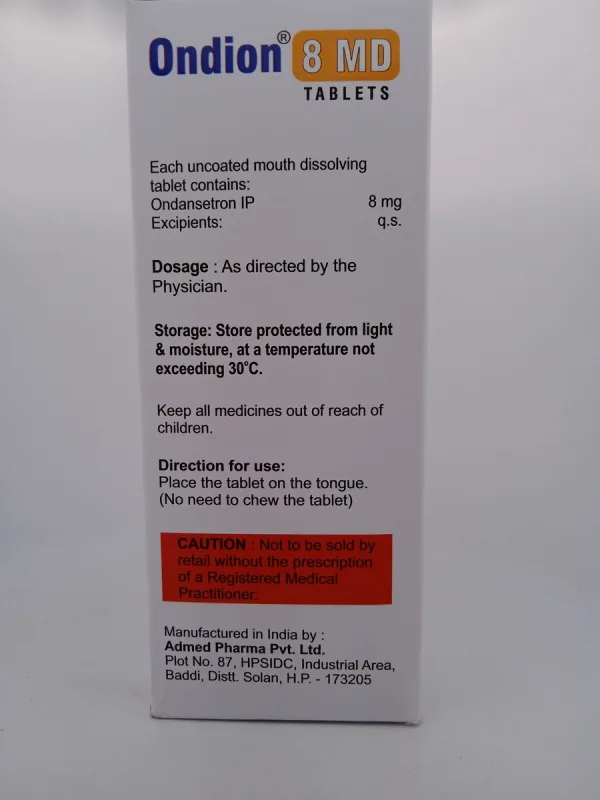 Ondion® 8 MD
TABLETS
Each uncoated mouth dissolving
tablet contains:
Ondansetron IP 8 mg
Excipients: q.s.
Dosage : As directed by the
Physician.
Storage: Store protected from light
& moisture, at a temperature not
exceeding 30°C.
Keep all medicines out of reach of
children.
Direction for use:
Place the tablet on the tongue.
(No need to chew the tablet)
CAUTION : Not to be sold by
retail without the prescription
of a Registered Medical
Practitioner.
Manufactured in India by :
Admed Pharma Pvt. Ltd.
Plot No. 87, HPSIDC, Industrial Area,
Baddi, Distt. Solan, H.P. - 173205